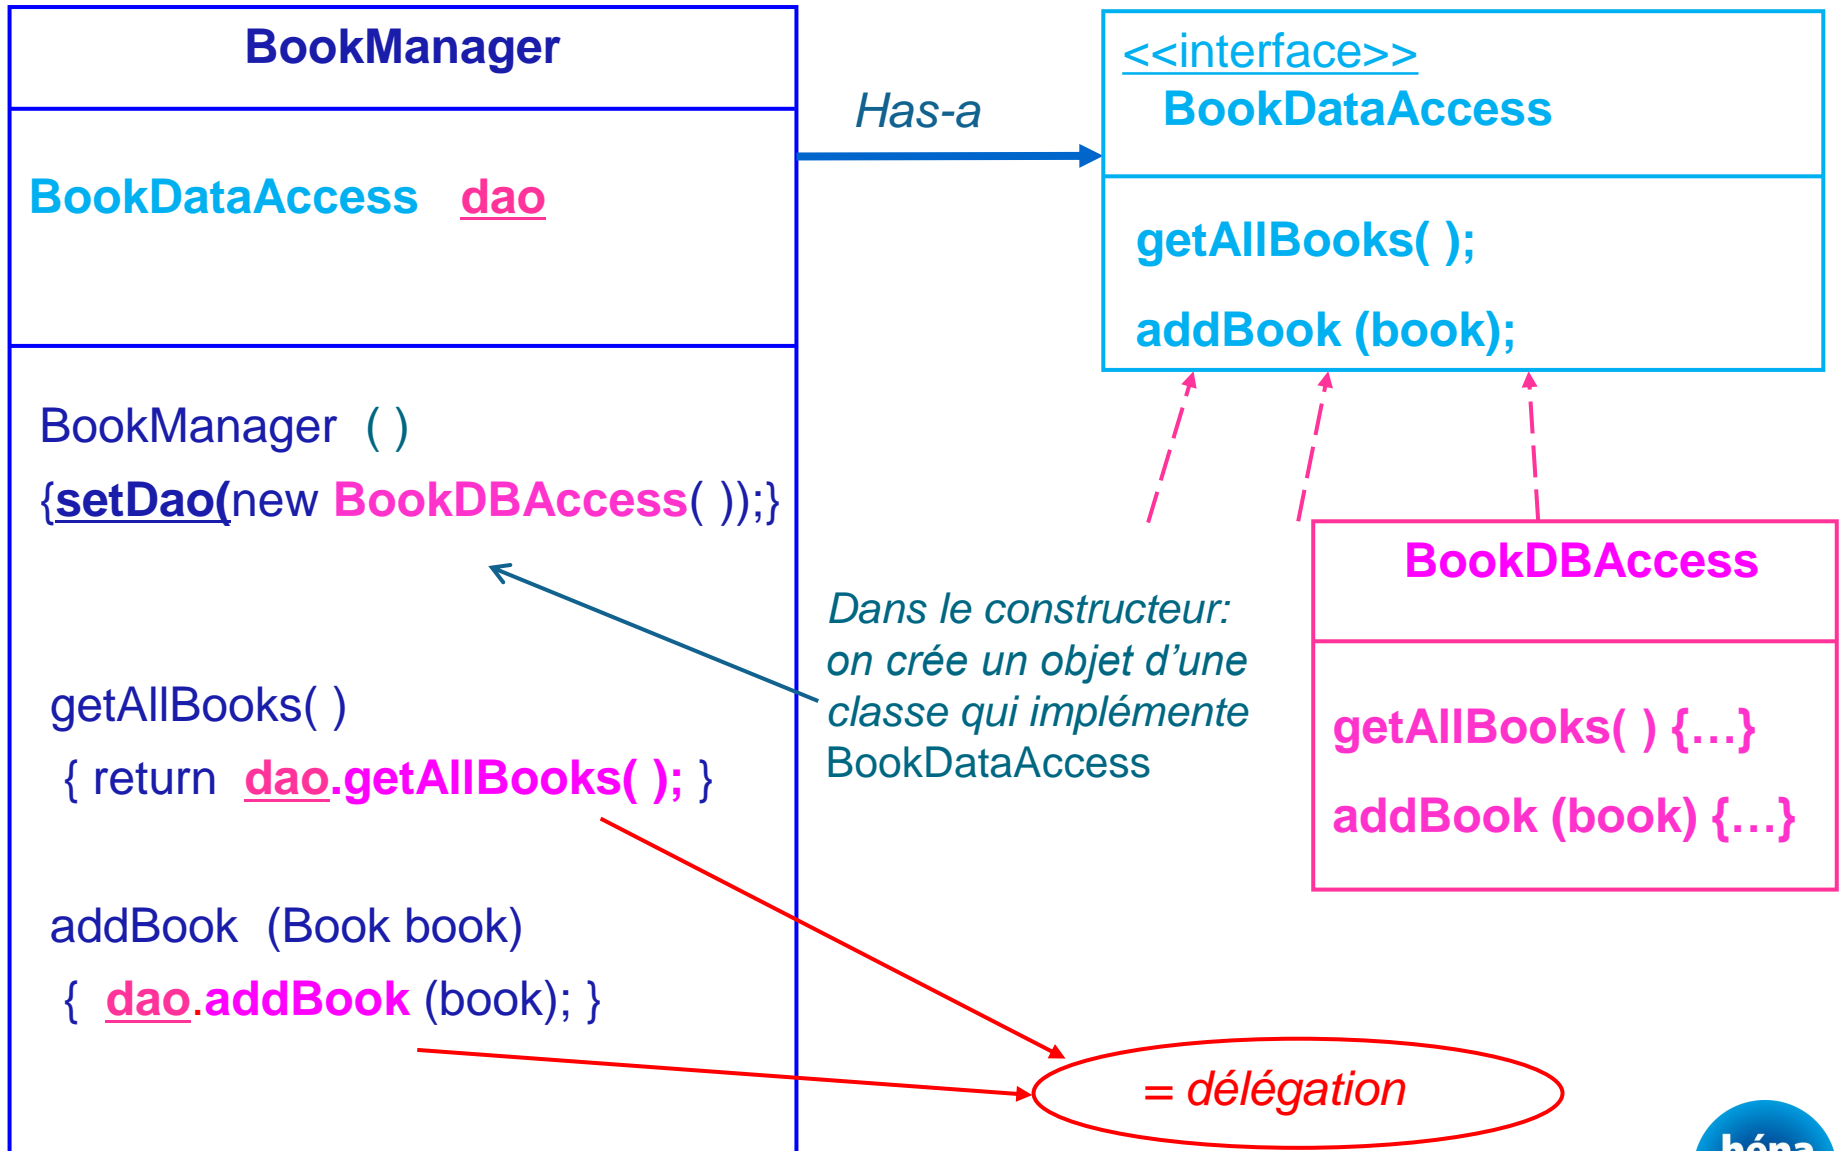 BookManager
BookDataAccess dao
BookManager ( )
{setDao(new BookDBAccess( ));}
getAllBooks( )
{ return dao.getAllBooks( ); }
addBook (Book book)
{ dao.addBook (book); }
Has-a
<<interface>>
BookDataAccess
getAllBooks( );
addBook (book);
Dans le constructeur:
on crée un objet d’une
classe qui implémente
BookDataAccess
BookDBAccess
getAllBooks( ) {…}
addBook (book) {…}
= délégation